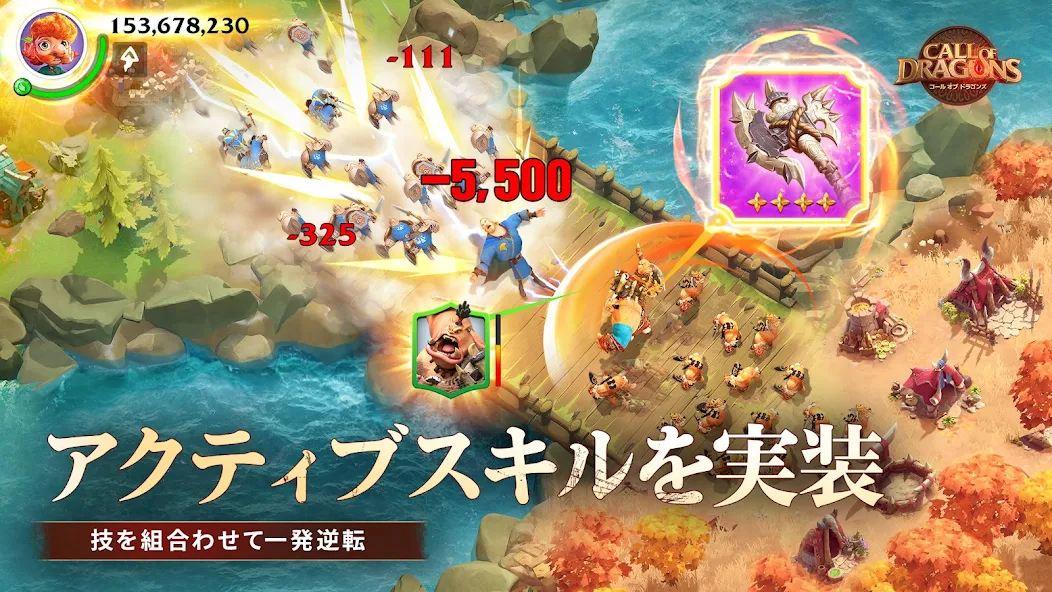 153,678,230
-111
CALL OF
DRAGONS
コール オブ ドラゴンズ
-5,500
-325
アクティブスキルを実装
技を組合わせて一発逆転